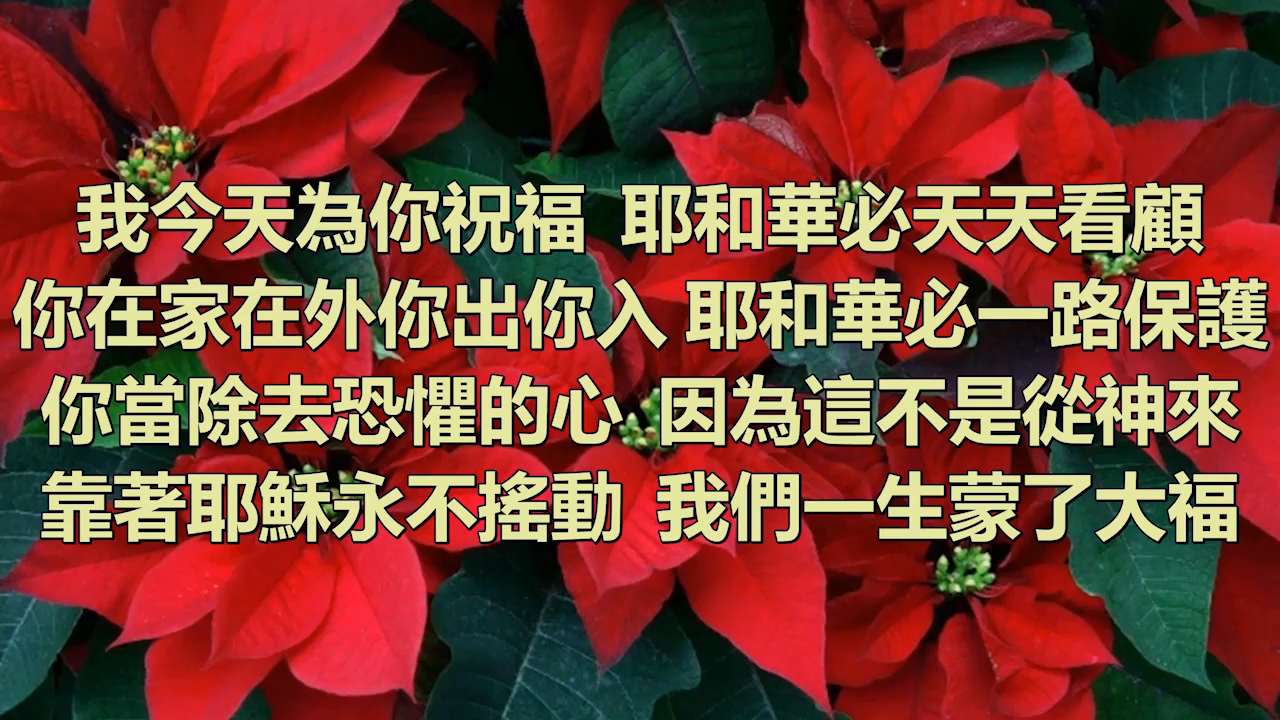 我今天為你祝福 耶和華必天天看顧
你在家在外你出你入 耶和華必一路保護
你當除去恐懼的心 因為這不是從神來
靠著耶穌永不搖動 我們一生蒙了大福